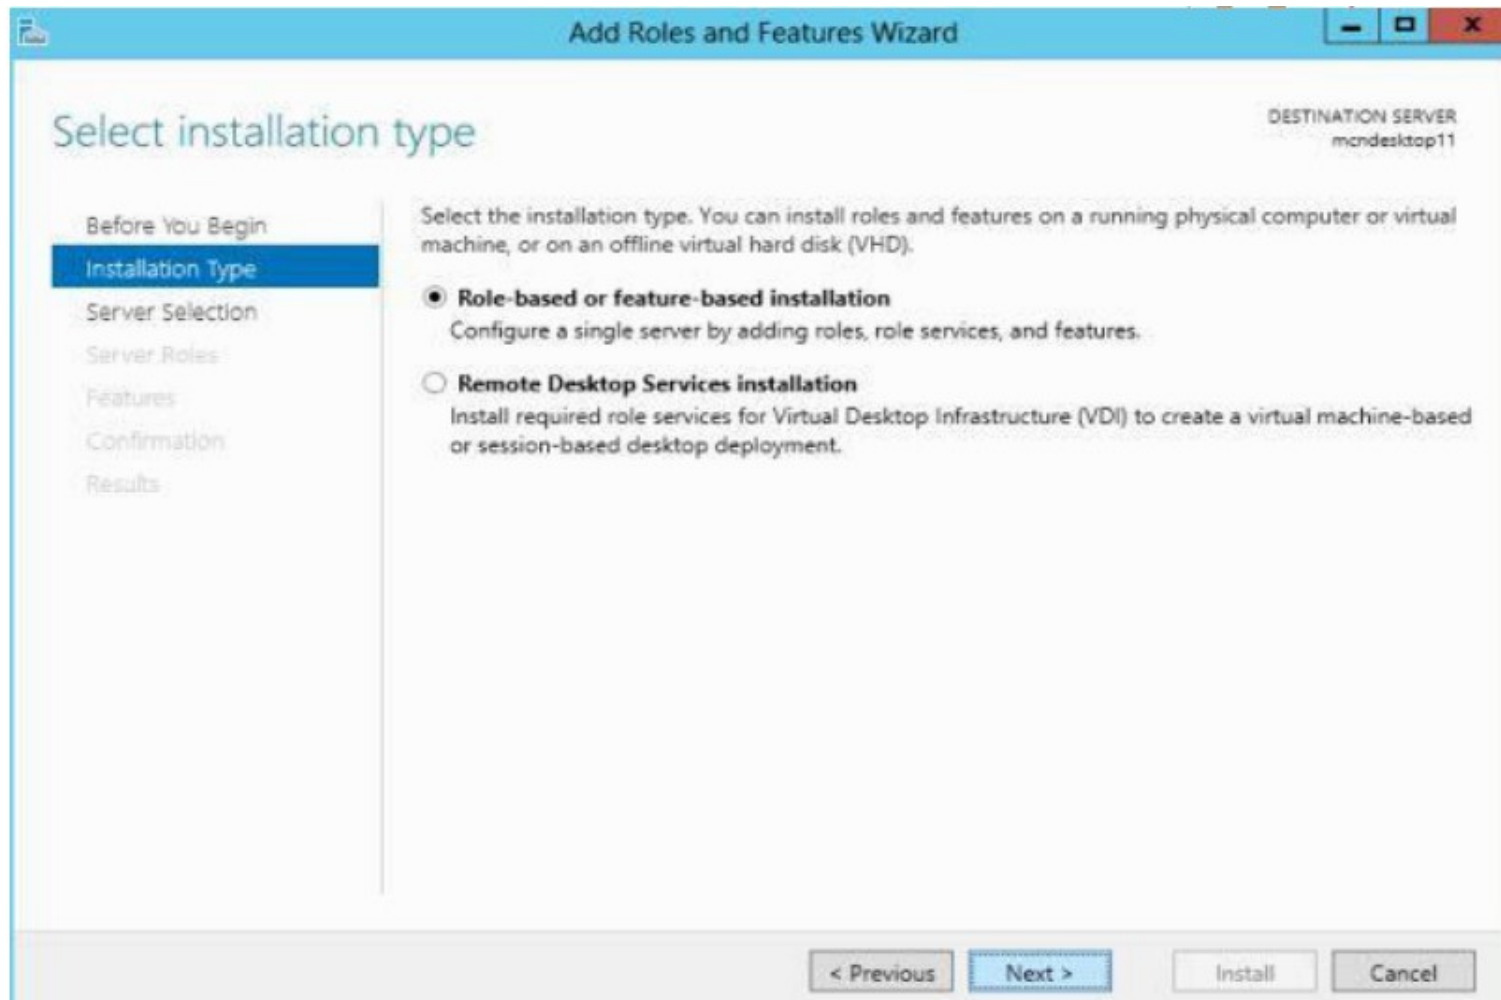 Add Roles and Features Wizard
Select installation type
DESTINATION SERVER
mcndesktop11
Before You Begin
Installation Type
Server Selection
Server Roles
Features
Confirmation
Results
Select the installation type. You can install roles and features on a running physical computer or virtual
machine, or on an offline virtual hard disk (VHD).
Role-based or feature-based installation
Configure a single server by adding roles, role services, and features.
Remote Desktop Services installation
Install required role services for Virtual Desktop Infrastructure (VDI) to create a virtual machine-based
or session-based desktop deployment.
< Previous
Next >
Install
Cancel